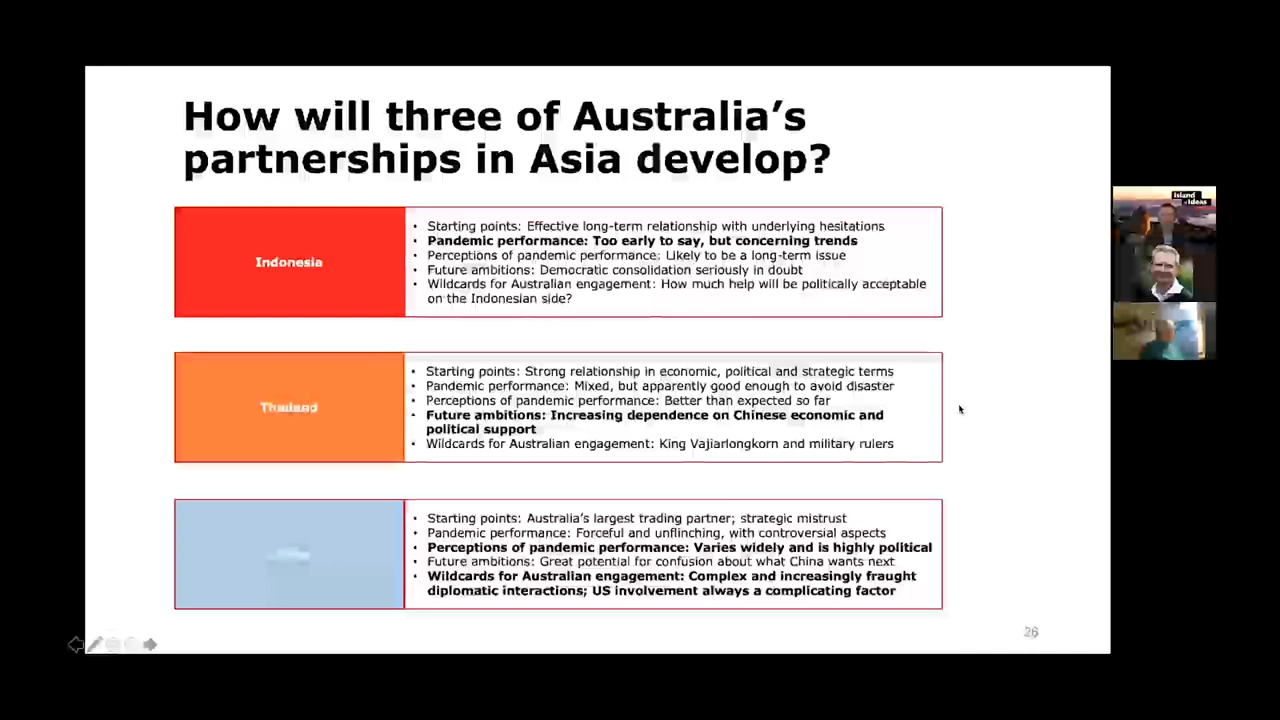 How will three of Australia’s
partnerships in Asia develop?
Indonesia
• Starting points: Effective long-term relationship with underlying hesitations
• Pandemic performance: Too early to say, but concerning trends
• Perceptions of pandemic performance: Likely to be a long-term issue
• Future ambitions: Democratic consolidation seriously in doubt
• Wildcards for Australian engagement: How much help will be politically acceptable
on the Indonesian side?
Thailand
• Starting points: Strong relationship in economic, political and strategic terms
• Pandemic performance: Mixed, but apparently good enough to avoid disaster
• Perceptions of pandemic performance: Better than expected so far
• Future ambitions: Increasing dependence on Chinese economic and
political support
• Wildcards for Australian engagement: King Vajiarlongkorn and military rulers
• Starting points: Australia’s largest trading partner; strategic mistrust
• Pandemic performance: Forceful and unflinching, with controversial aspects
• Perceptions of pandemic performance: Varies widely and is highly political
• Future ambitions: Great potential for confusion about what China wants next
• Wildcards for Australian engagement: Complex and increasingly fraught
diplomatic interactions; US involvement always a complicating factor
26
Island
of Ideas